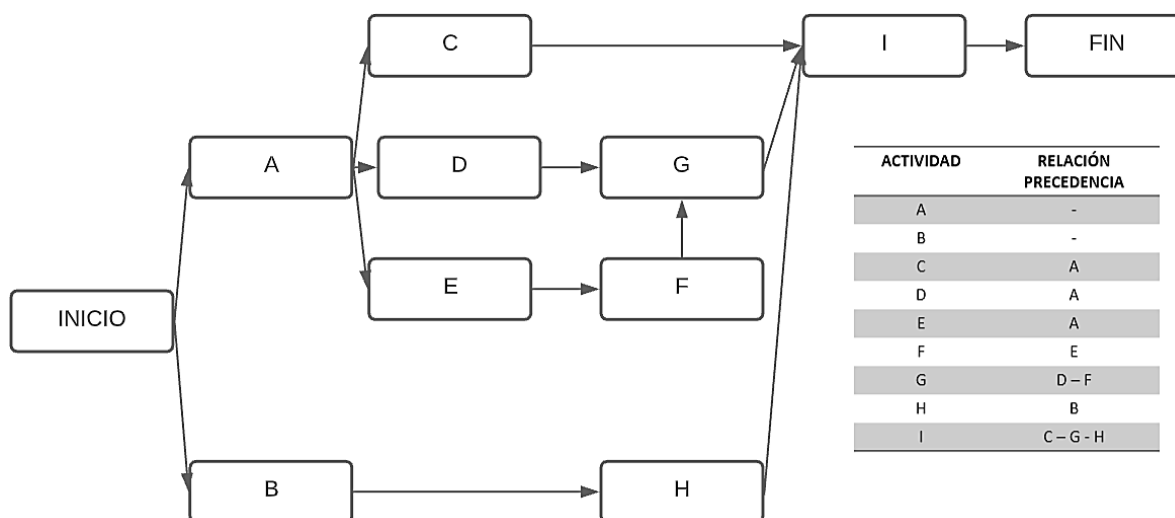 C
I
FIN
A
D
G
E
F
INICIO
B
H
ACTIVIDAD RELACIÓN PRECEDENCIA
A -
B -
C A
D A
E A
F E
G D – F
H B
I C – G - H